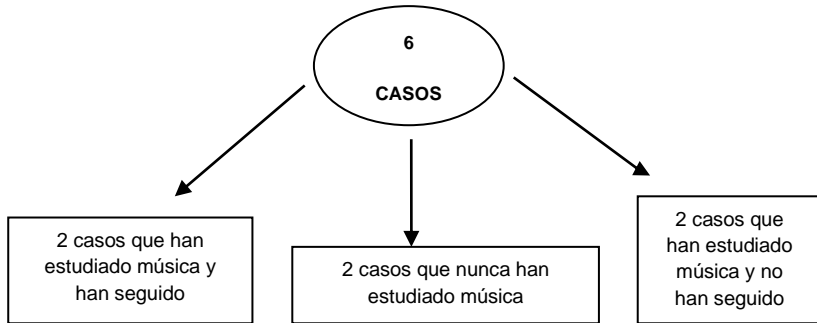 6
CASOS
2 casos que han
estudiado música y
han seguido
2 casos que nunca han
estudiado música
2 casos que
han estudiado
música y no
han seguido